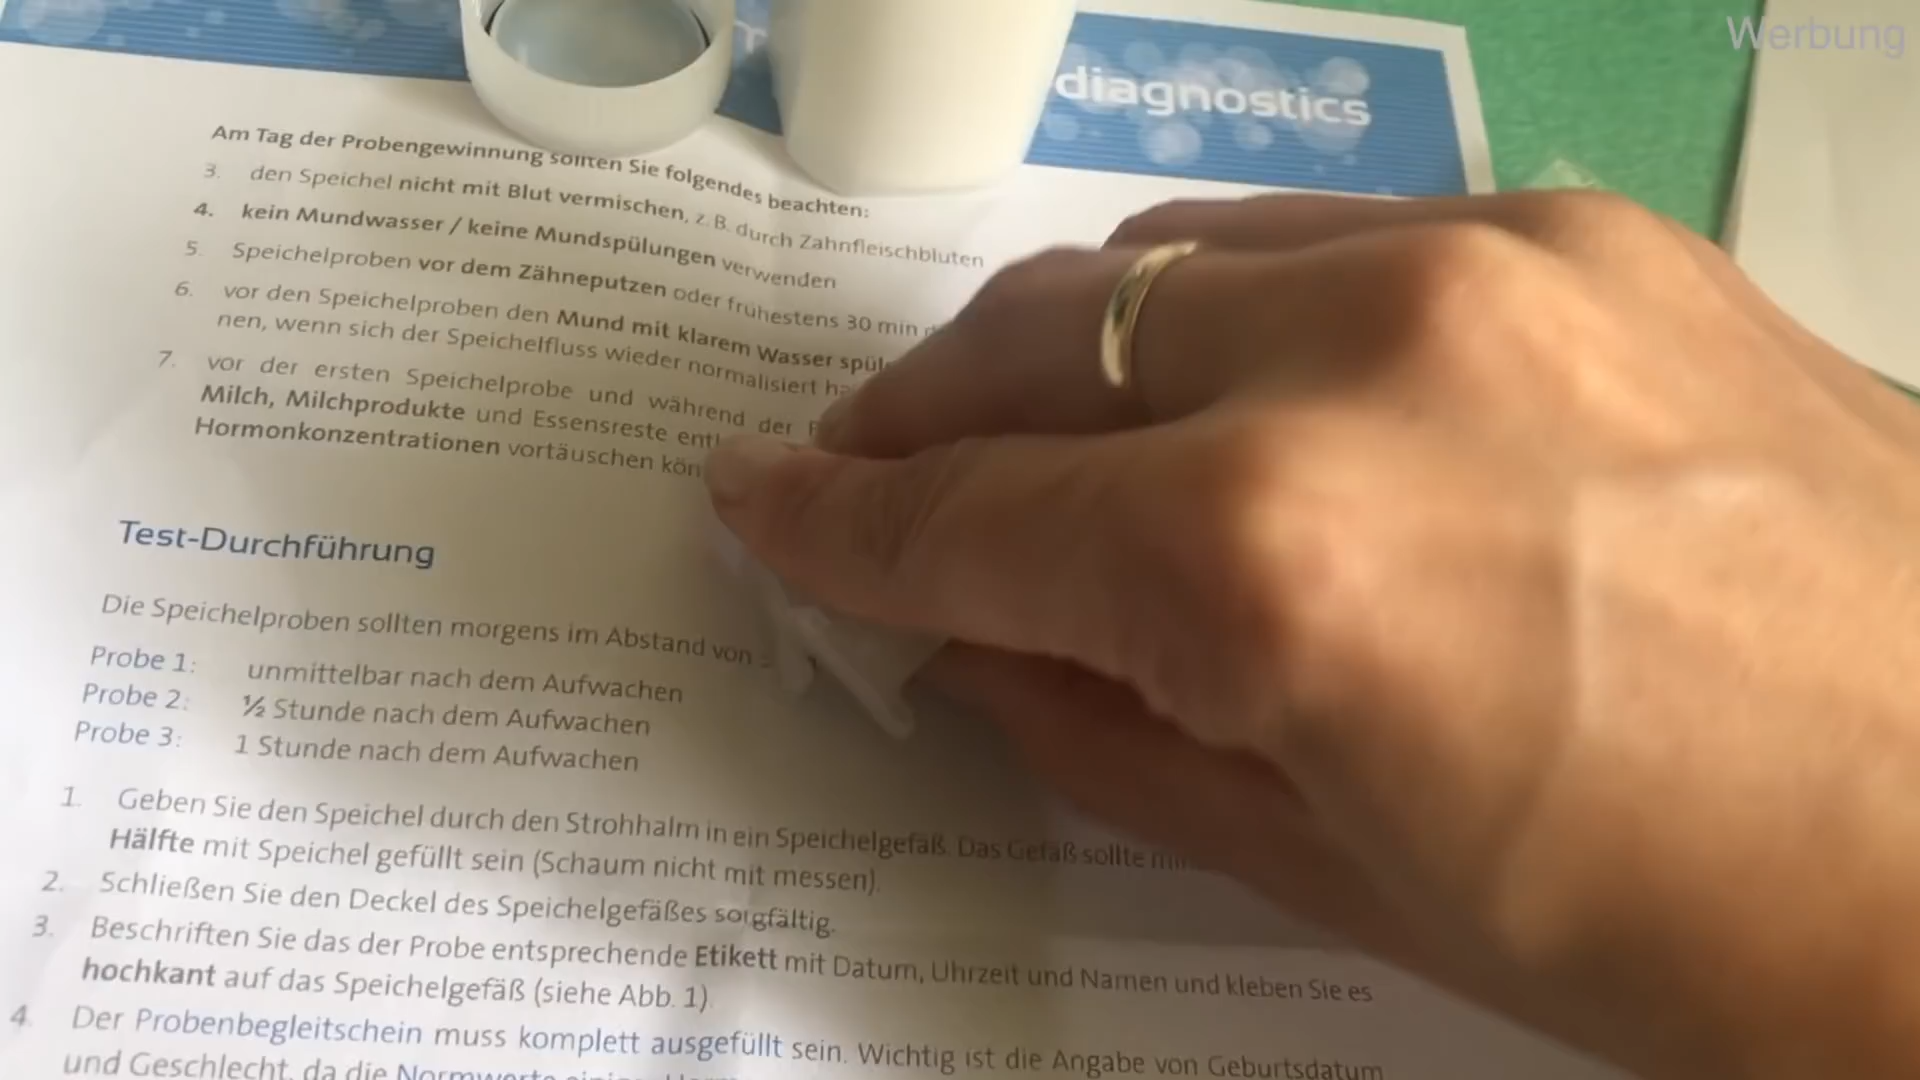 Werbung
diagnostics
Am Tag der Probengewinnung sollten Sie folgendes beachten:
3. den Speichel nicht mit Blut vermischen, z. B. durch Zahnfleischbluten
4. kein Mundwasser / keine Mundspülungen verwenden
5. Speichelproben vor dem Zähneputzen oder frühestens 30 min
6. vor den Speichelproben den Mund mit klarem Wasser
nen, wenn sich der Speichelfluss wieder normalisiert
7. vor der ersten Speichelprobe und während der
Milch, Milchprodukte und Essensreste
Hormonkonzentrationen vortäuschen
Test-Durchführung
Die Speichelproben sollten morgens im Abstand von
Probe 1: unmittelbar nach dem Aufwachen
Probe 2: ½ Stunde nach dem Aufwachen
Probe 3: 1 Stunde nach dem Aufwachen
1. Geben Sie den Speichel durch den Strohhalm in ein Speichelgefäß. Das Gefäß sollte
Hälfte mit Speichel gefüllt sein (Schaum nicht mit messen).
2. Schließen Sie den Deckel des Speichelgefäßes sorgfältig.
3. Beschriften Sie das der Probe entsprechende Etikett mit Datum, Uhrzeit und Namen und kleben Sie es
hochkant auf das Speichelgefäß (siehe Abb. 1).
4. Der Probenbegleitschein muss komplett ausgefüllt sein. Wichtig ist die Angabe von Geburtsdatum
und Geschlecht, da die Normwerte